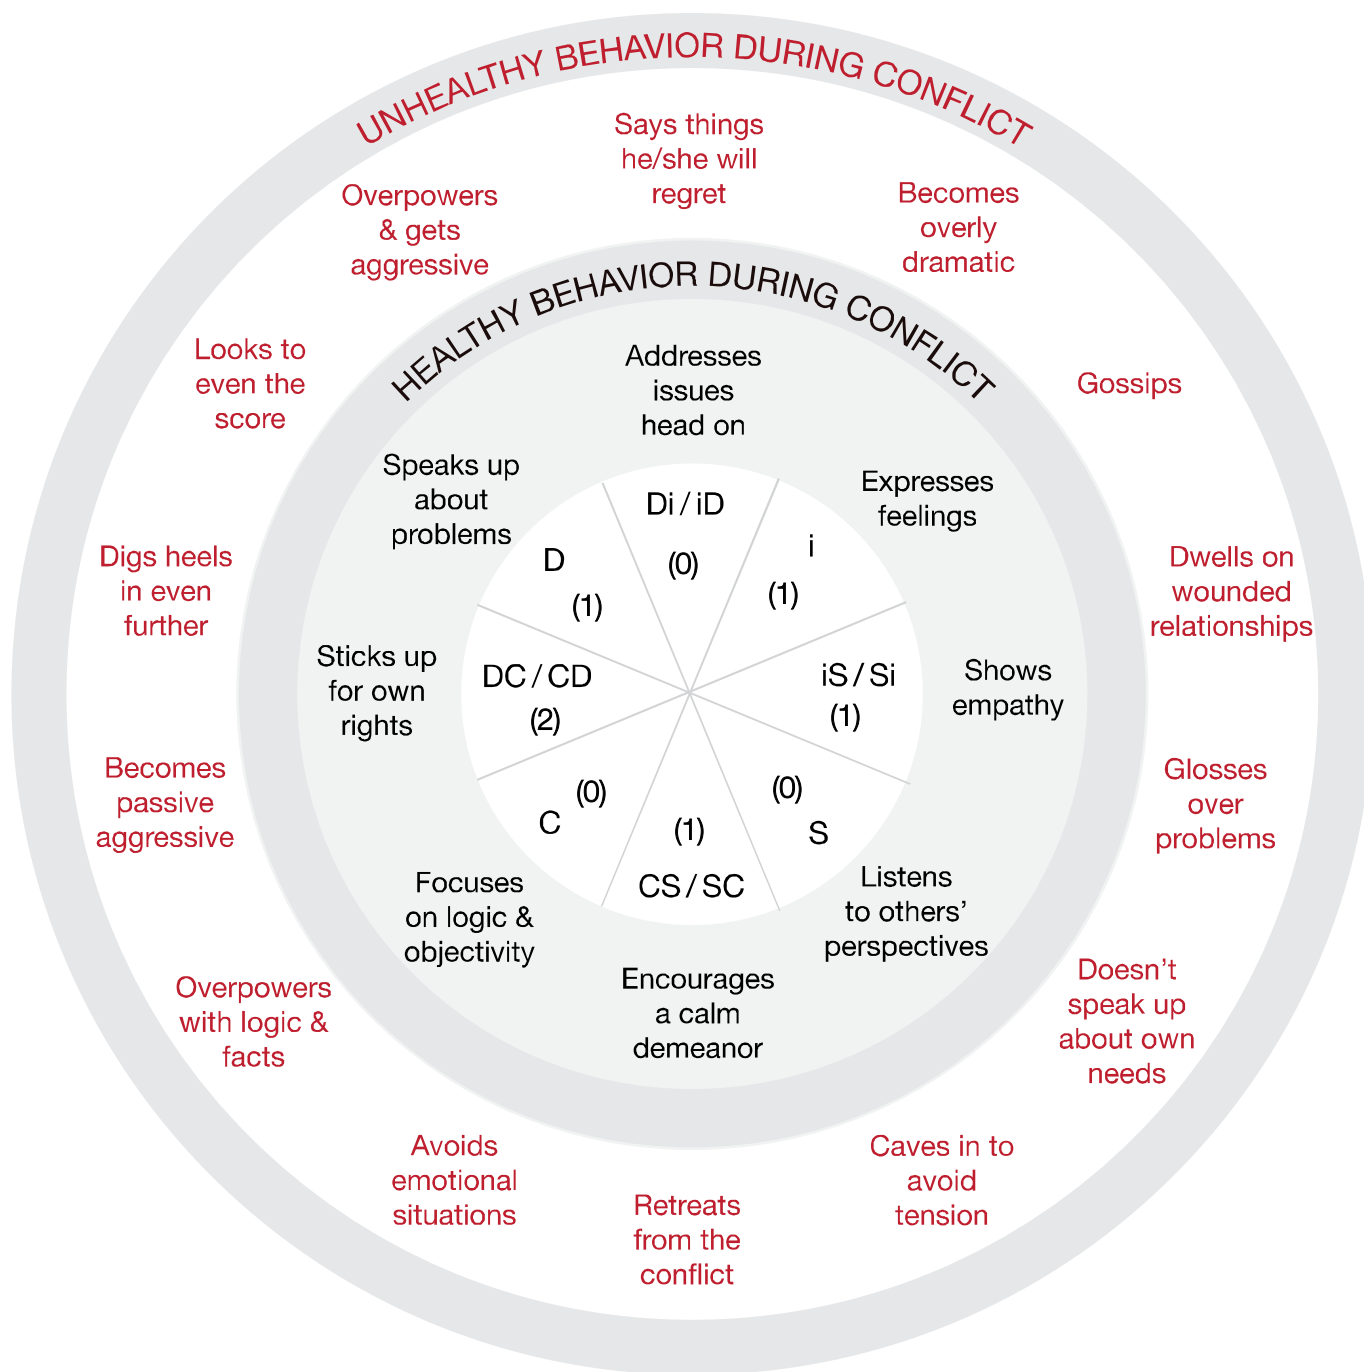 UNHEALTHY BEHAVIOR DURING CONFLICT
Says things
he/she will
regret
Becomes
overly
dramatic
Gossips
Dwells on
wounded
relationships
Glosses
over
problems
Doesn't
speak up
about own
needs
Caves in to
avoid
tension
Retreats
from the
conflict
Avoids
emotional
situations
Overpowers
with logic &
facts
Becomes
passive
aggressive
Digs heels
in even
further
Looks to
even the
score
Overpowers
& gets
aggressive
HEALTHY BEHAVIOR DURING CONFLICT
Addresses
issues
head on
Expresses
feelings
Shows
empathy
Listens
to others’
perspectives
Encourages
a calm
demeanor
Focuses
on logic &
objectivity
Sticks up
for own
rights
Speaks up
about
problems
Di / iD
(0)
i
(1)
iS / Si
(1)
(0)
S
(1)
CS / SC
(0)
C
DC / CD
(2)
D
(1)